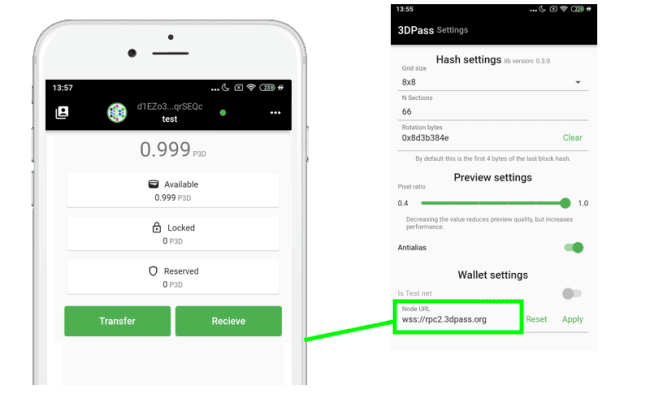 13:57
d1EZo3...qrSEQc
test
0.999 P3D
Available
0.999 P3D
Locked
0 P3D
Reserved
0 P3D
Transfer
Recieve
13:55
3DPass Settings
Hash settings lib version: 0.3.0
Grid size
8x8
N Sections
66
Rotation bytes
0x8d3b384e
Clear
By default this is the first 4 bytes of the last block hash.
Preview settings
Pixel ratio
0.4
1.0
Decreasing the value reduces preview quality, but increases
performance.
Antialias
Wallet settings
Is Test net
Node URL
wss://rpc2.3dpass.org
Reset
Apply